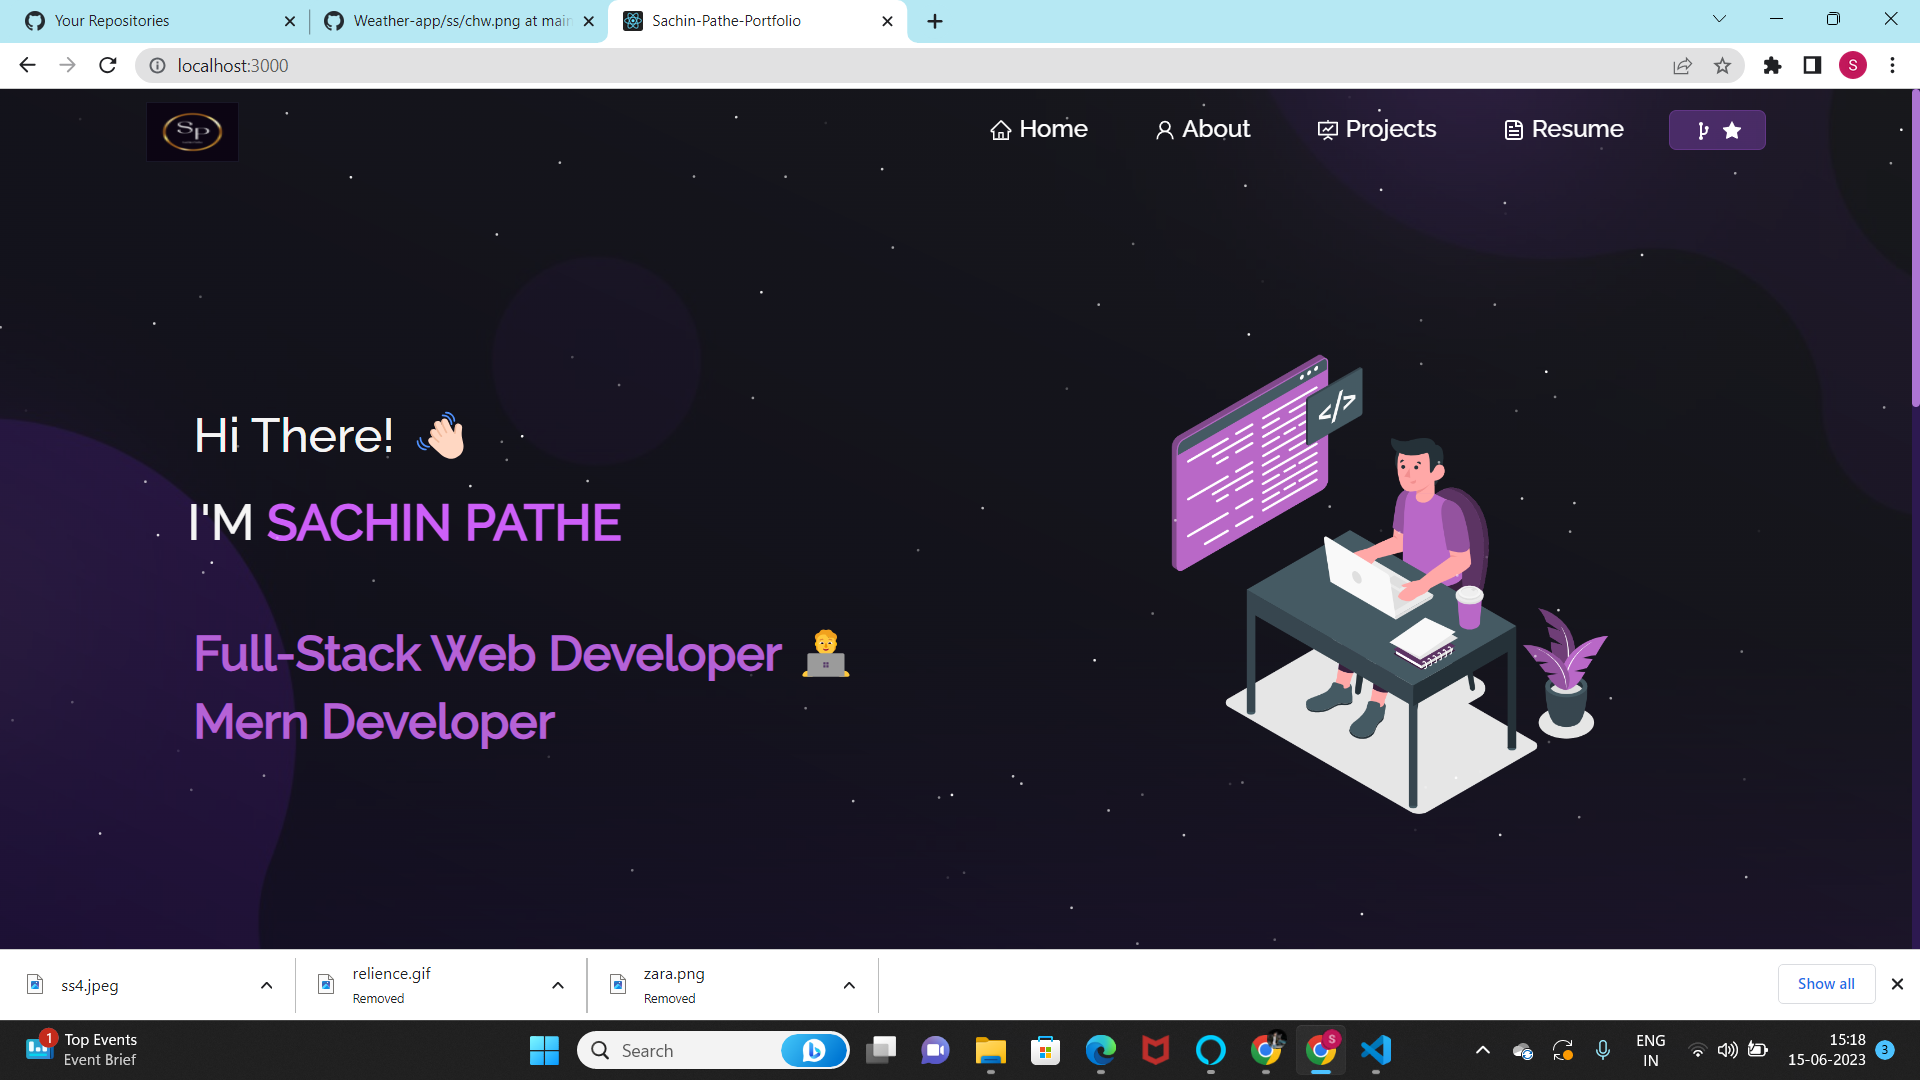 Your Repositories
Weather-app/ss/chw.png at main
Sachin-Pathe-Portfolio
localhost:3000
S
SP
Home
About
Projects
Resume
</>
Hi There! 👋🏻
I'M SACHIN PATHE
Full-Stack Web Developer 🧑‍💻
Mern Developer
ss4.jpeg
relience.gif
Removed
zara.png
Removed
Show all
1
Top Events
Event Brief
Search
S
ENG
IN
15:18
15-06-2023
3